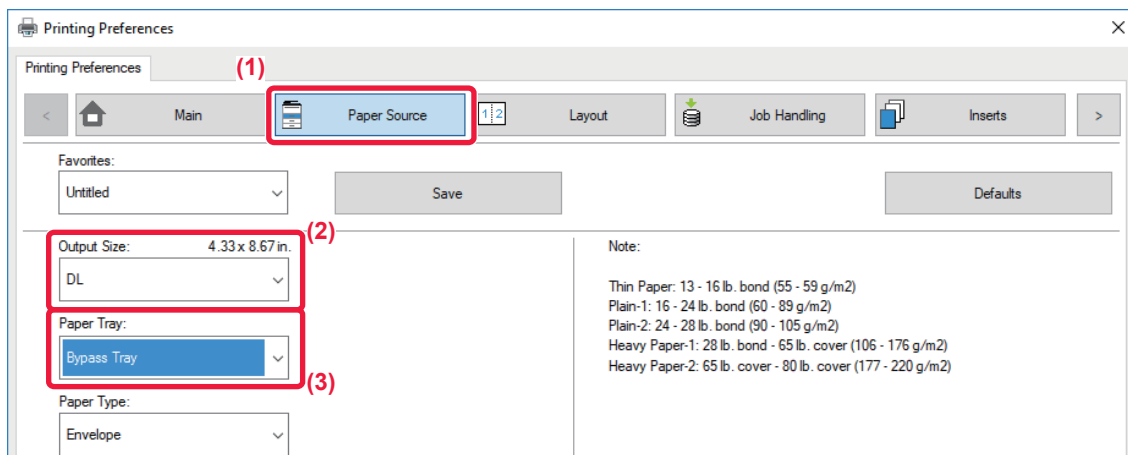 Printing Preferences
Printing Preferences
(1)
< Main Paper Source 1 2 Layout Job Handling Inserts >
Favorites:
Untitled Save Defaults
(2)
Output Size: 4.33 x 8.67 in.
DL
Paper Tray:
Bypass Tray
(3)
Paper Type:
Envelope
Note:
Thin Paper: 13 - 16 lb. bond (55 - 59 g/m2)
Plain-1: 16 - 24 lb. bond (60 - 89 g/m2)
Plain-2: 24 - 28 lb. bond (90 - 105 g/m2)
Heavy Paper-1: 28 lb. bond - 65 lb. cover (106 - 176 g/m2)
Heavy Paper-2: 65 lb. cover - 80 lb. cover (177 - 220 g/m2)